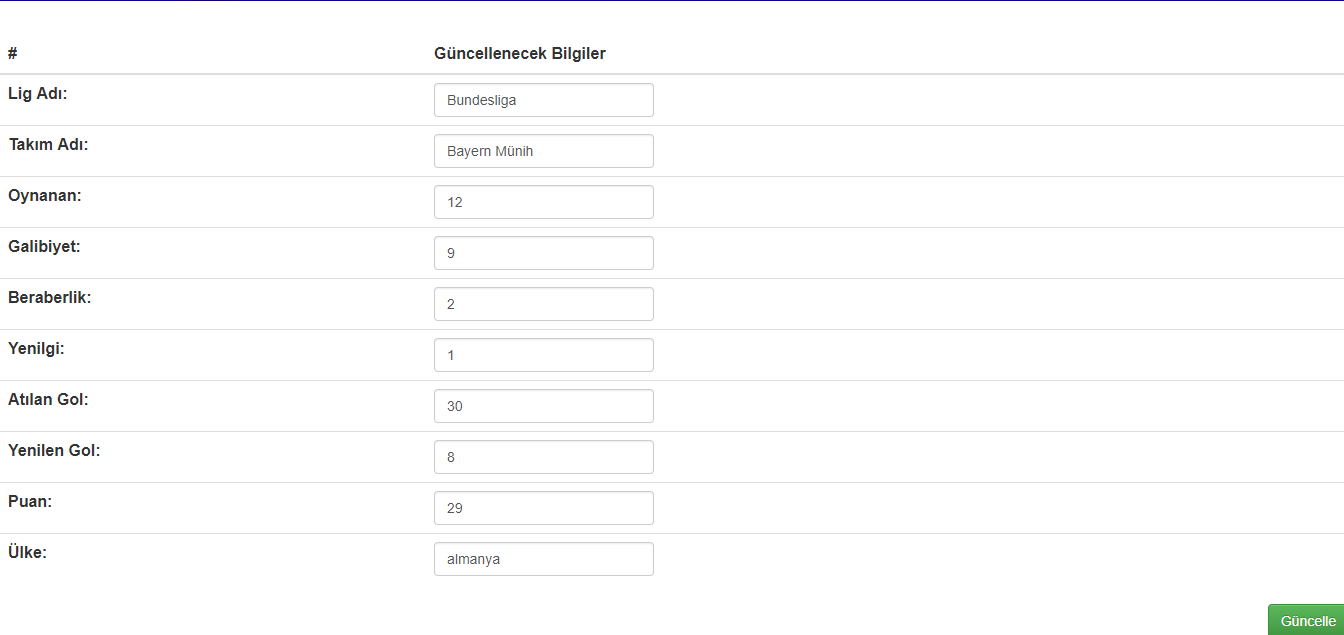 # Güncellenecek Bilgiler
Lig Adı: Bundesliga
Takım Adı: Bayern Münih
Oynanan: 12
Galibiyet: 9
Beraberlik: 2
Yenilgi: 1
Atılan Gol: 30
Yenilen Gol: 8
Puan: 29
Ülke: almanya
Güncelle